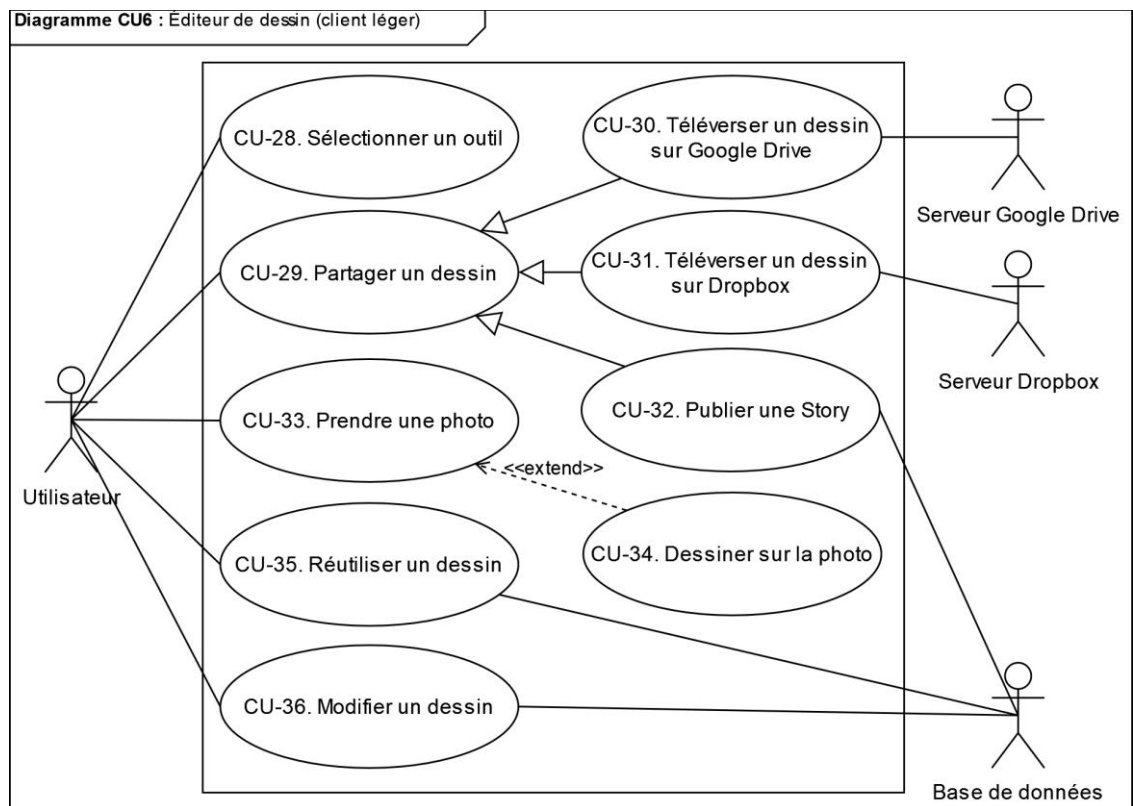 Diagramme CU6 : Éditeur de dessin (client léger)
CU-28. Sélectionner un outil
CU-30. Téléverser un dessin
sur Google Drive
Serveur Google Drive
CU-29. Partager un dessin
CU-31. Téléverser un dessin
sur Dropbox
Serveur Dropbox
CU-33. Prendre une photo
CU-32. Publier une Story
<<extend>>
Utilisateur
CU-35. Réutiliser un dessin
CU-34. Dessiner sur la photo
CU-36. Modifier un dessin
Base de données